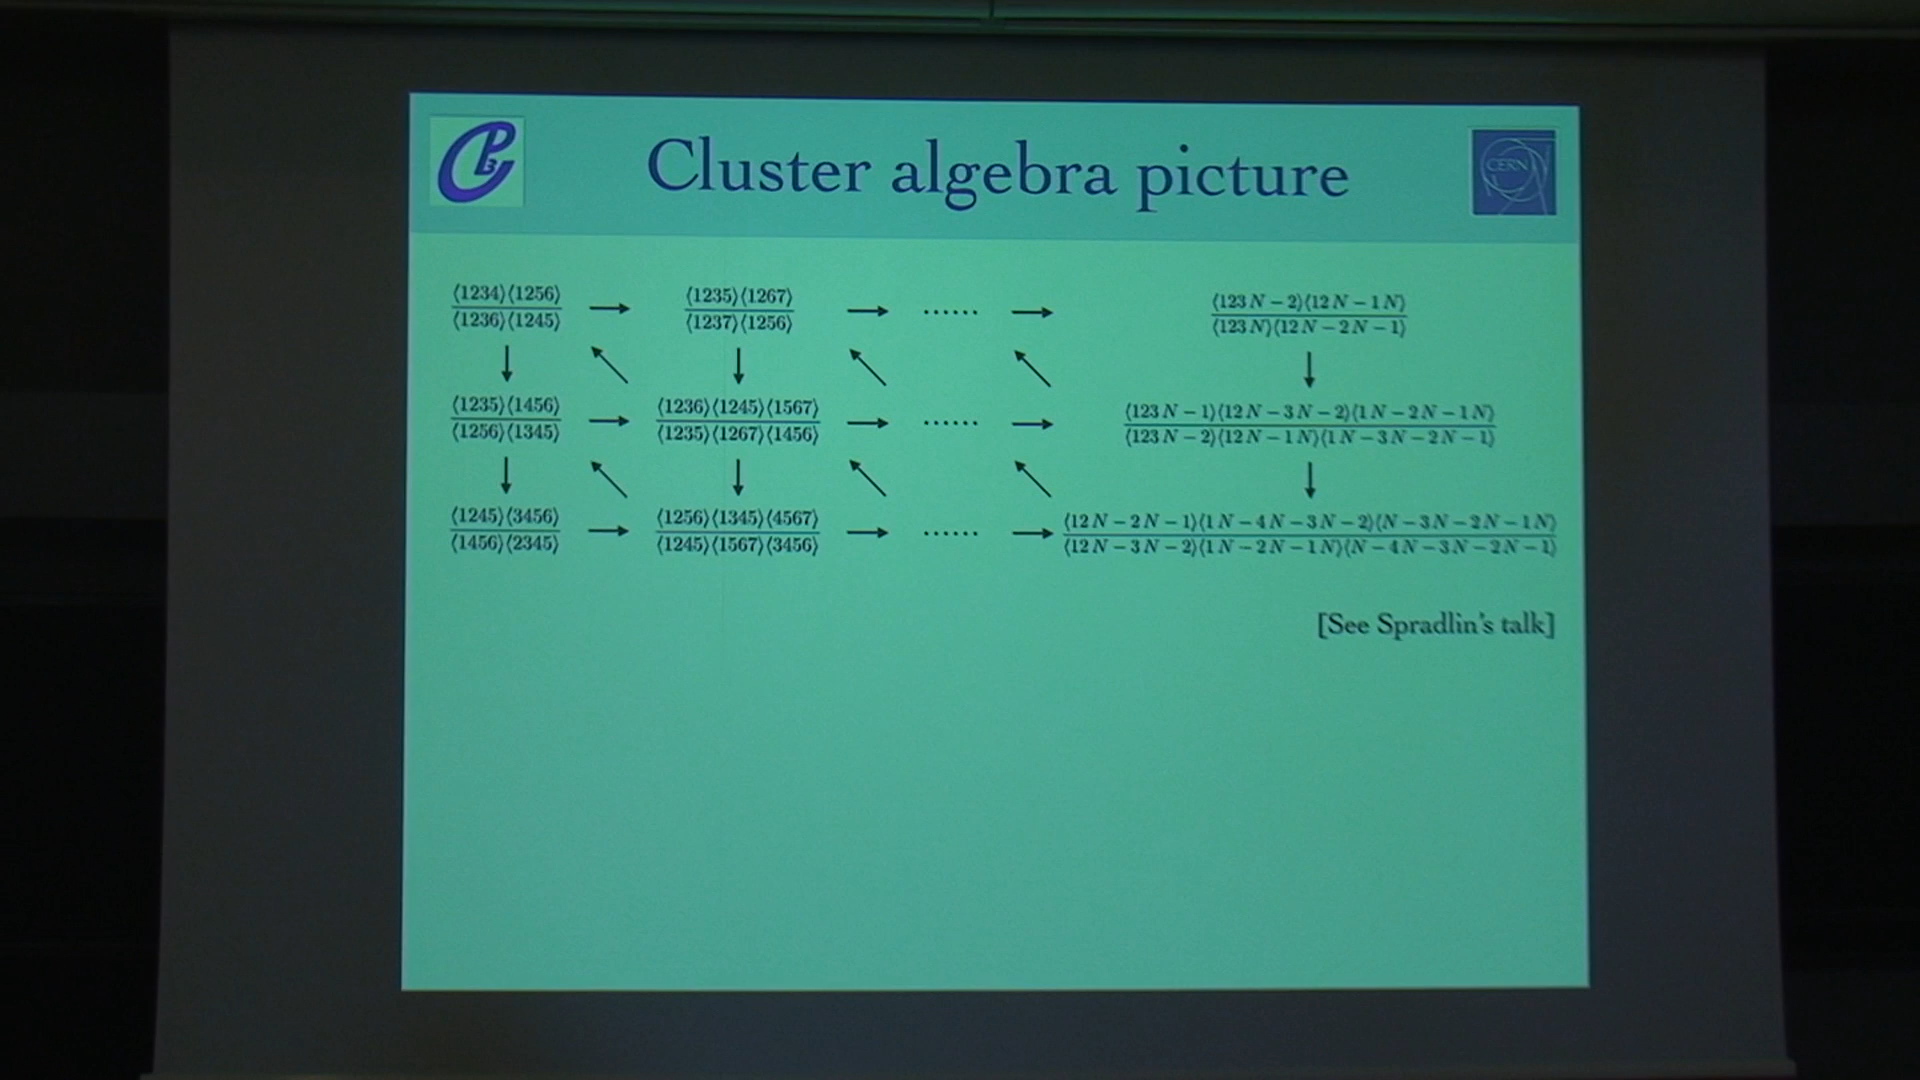 CP3
Cluster algebra picture
CERN
⟨1234⟩⟨1256⟩ / ⟨1236⟩⟨1245⟩ → ⟨1235⟩⟨1267⟩ / ⟨1237⟩⟨1256⟩ → ...... → ⟨123 N − 2⟩⟨12 N − 1 N⟩ / ⟨123 N⟩⟨12 N − 2 N − 1⟩
⟨1235⟩⟨1456⟩ / ⟨1256⟩⟨1345⟩ → ⟨1236⟩⟨1245⟩⟨1567⟩ / ⟨1235⟩⟨1267⟩⟨1456⟩ → ...... → ⟨123 N − 1⟩⟨12 N − 3 N − 2⟩⟨1 N − 2 N − 1 N⟩ / ⟨123 N − 2⟩⟨12 N − 1 N⟩⟨1 N − 3 N − 2 N − 1⟩
⟨1245⟩⟨3456⟩ / ⟨1456⟩⟨2345⟩ → ⟨1256⟩⟨1345⟩⟨4567⟩ / ⟨1245⟩⟨1567⟩⟨3456⟩ → ...... → ⟨12 N − 2 N − 1⟩⟨1 N − 4 N − 3 N − 2⟩⟨N − 3 N − 2 N − 1 N⟩ / ⟨12 N − 3 N − 2⟩⟨1 N − 2 N − 1 N⟩⟨N − 4 N − 3 N − 2 N − 1⟩
[See Spradlin's talk]